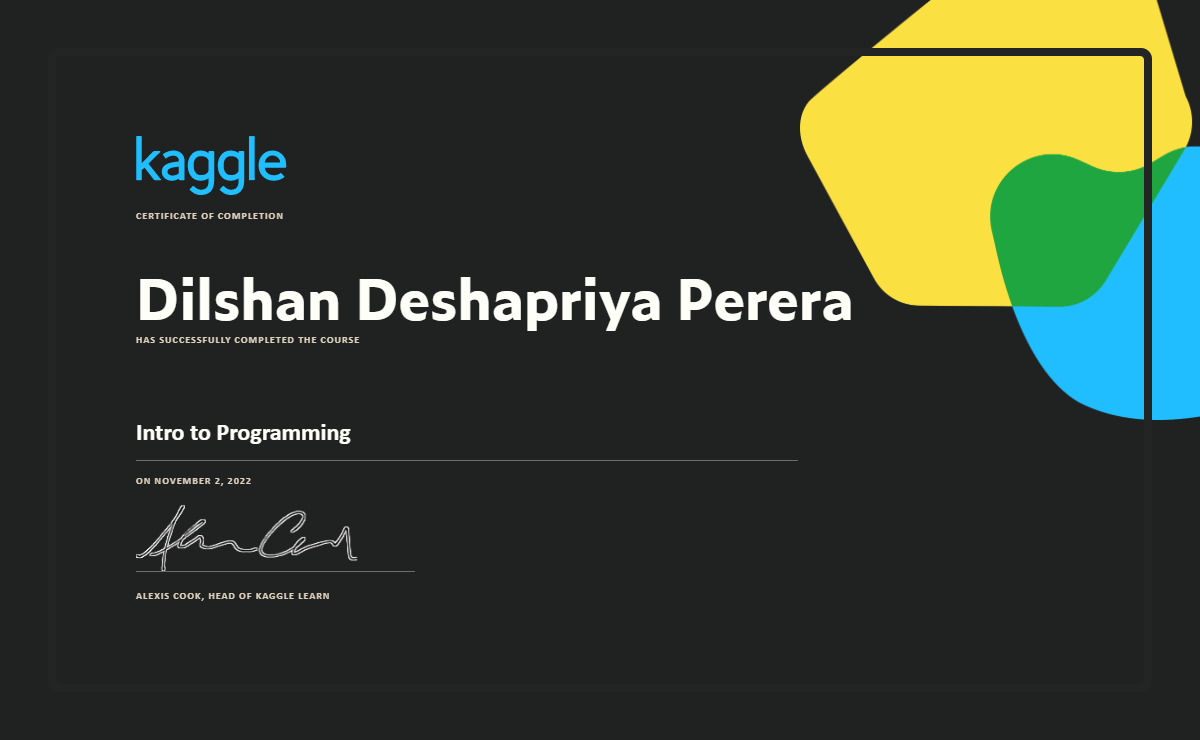 kaggle
CERTIFICATE OF COMPLETION
Dilshan Deshapriya Perera
HAS SUCCESSFULLY COMPLETED THE COURSE
Intro to Programming
ON NOVEMBER 2, 2022
ALEXIS COOK, HEAD OF KAGGLE LEARN